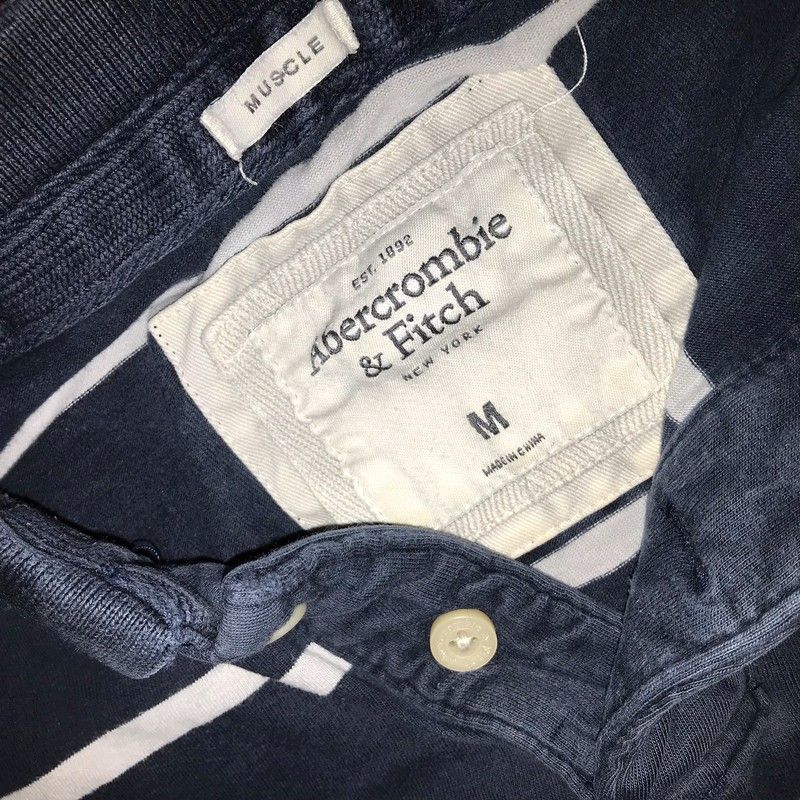 MUSCLE
EST. 1892
Abercrombie
& Fitch
NEW YORK
M
MADE IN CHINA